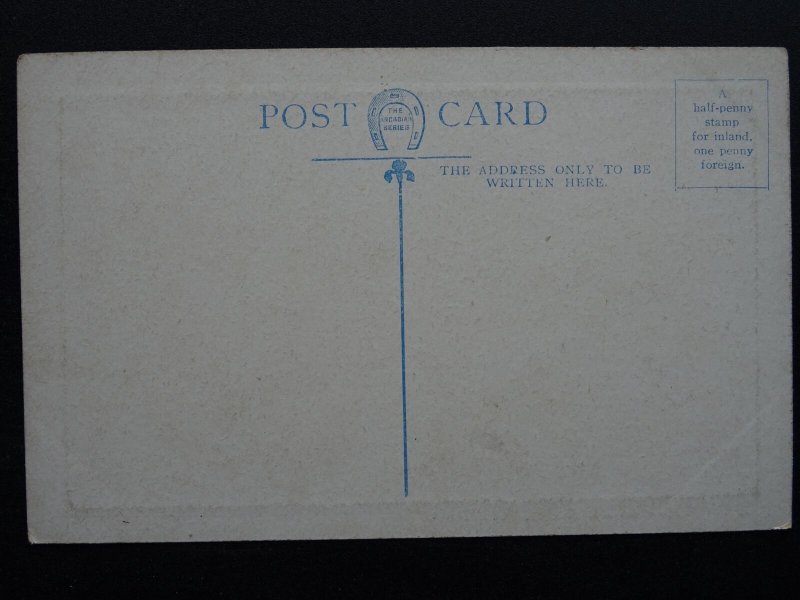 POST CARD
THE
ARCADIAN
SERIES
THE ADDRESS ONLY TO BE
WRITTEN HERE.
A
half-penny
stamp
for inland,
one penny
foreign.